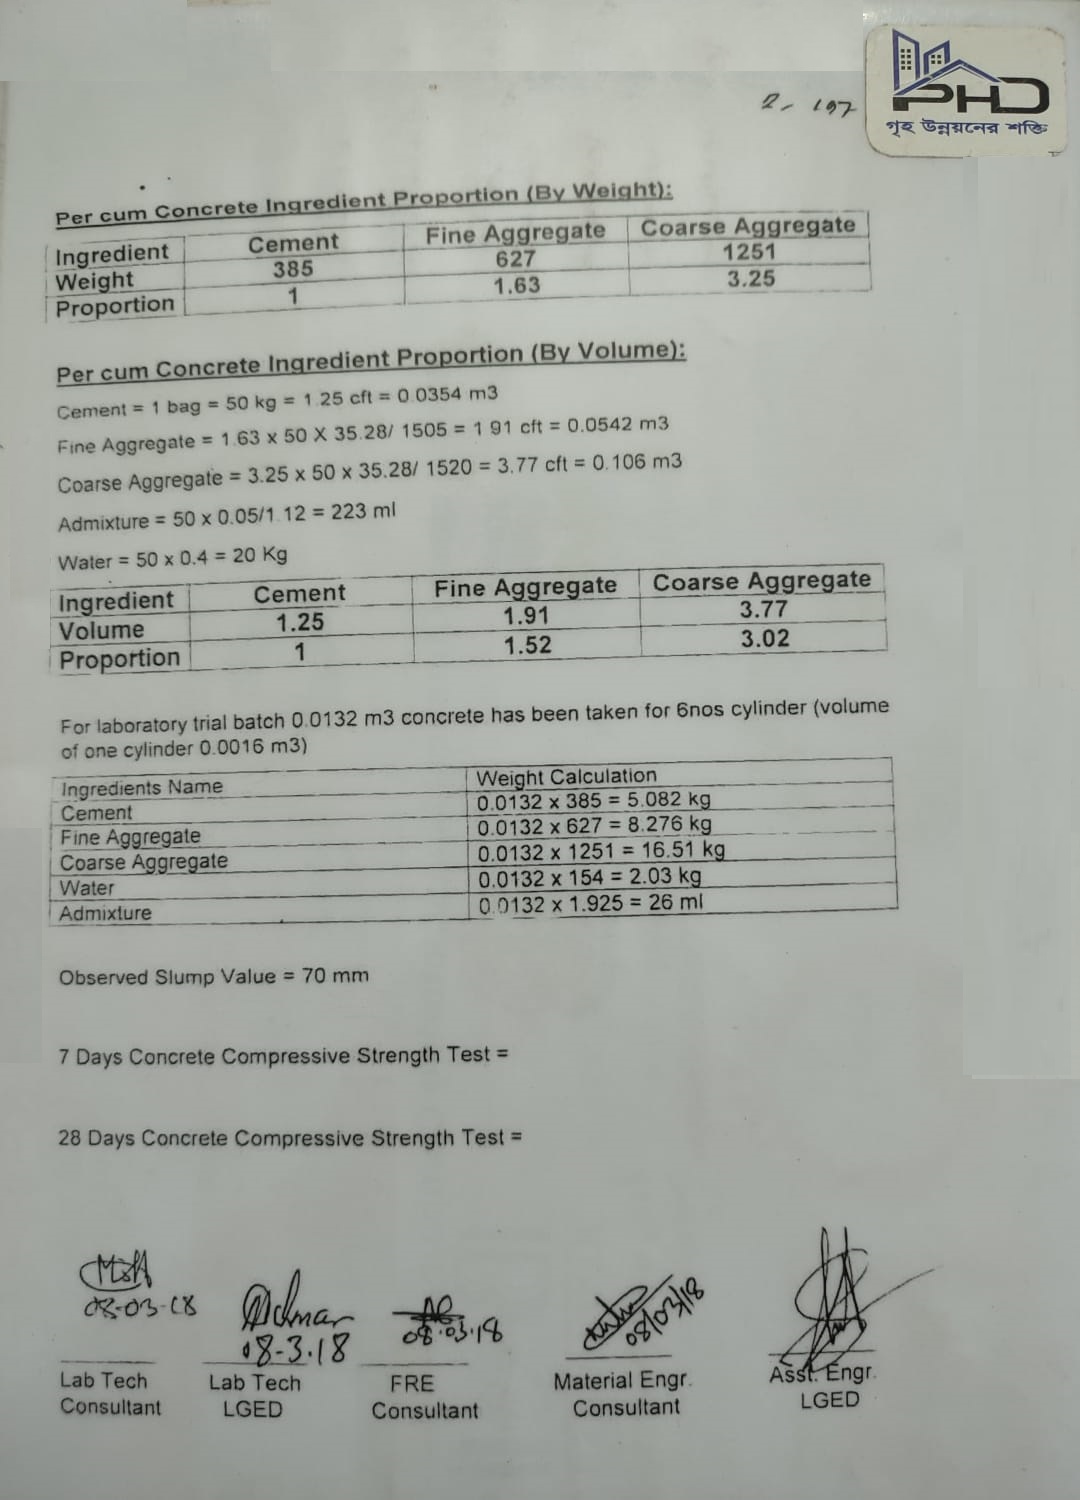 2- 197
PHD
গৃহ উন্নয়নের শক্তি
Per cum Concrete Ingredient Proportion (By Weight):
Ingredient Cement Fine Aggregate Coarse Aggregate
Weight 385 627 1251
Proportion 1 1.63 3.25
Per cum Concrete Ingredient Proportion (By Volume):
Cement = 1 bag = 50 kg = 1.25 cft = 0.0354 m3
Fine Aggregate = 1.63 x 50 X 35.28/ 1505 = 1.91 cft = 0.0542 m3
Coarse Aggregate = 3.25 x 50 x 35.28/ 1520 = 3.77 cft = 0.106 m3
Admixture = 50 x 0.05/1.12 = 223 ml
Water = 50 x 0.4 = 20 Kg
Ingredient Cement Fine Aggregate Coarse Aggregate
Volume 1.25 1.91 3.77
Proportion 1 1.52 3.02
For laboratory trial batch 0.0132 m3 concrete has been taken for 6nos cylinder (volume
of one cylinder 0.0016 m3)
Ingredients Name Weight Calculation
Cement 0.0132 x 385 = 5.082 kg
Fine Aggregate 0.0132 x 627 = 8.276 kg
Coarse Aggregate 0.0132 x 1251 = 16.51 kg
Water 0.0132 x 154 = 2.03 kg
Admixture 0.0132 x 1.925 = 26 ml
Observed Slump Value = 70 mm
7 Days Concrete Compressive Strength Test =
28 Days Concrete Compressive Strength Test =
08-03-18 08-3.18 08.03.18 08/03/18
Lab Tech Lab Tech FRE Material Engr. Asst. Engr.
Consultant LGED Consultant Consultant LGED